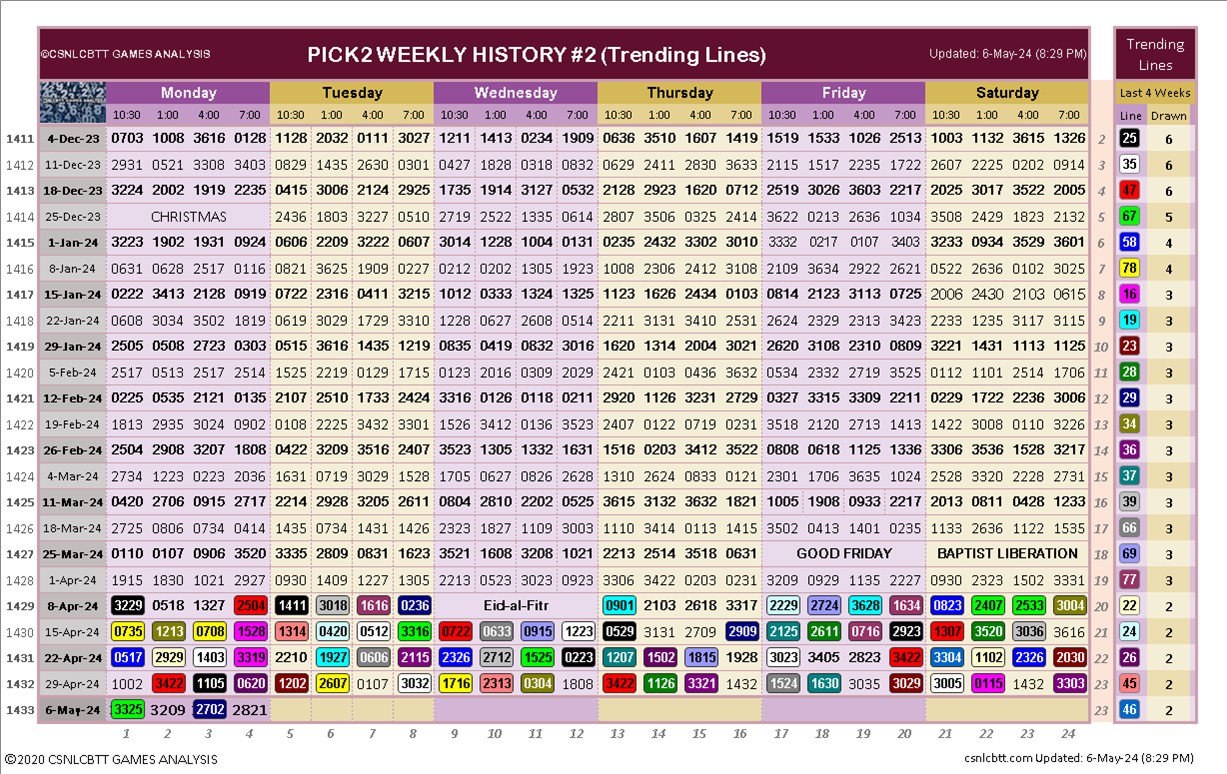 ©CSNLCBTT GAMES ANALYSIS PICK2 WEEKLY HISTORY #2 (Trending Lines) Updated: 6-May-24 (8:29 PM) Trending Lines
Monday Tuesday Wednesday Thursday Friday Saturday Last 4 Weeks
10:30 1:00 4:00 7:00 10:30 1:00 4:00 7:00 10:30 1:00 4:00 7:00 10:30 1:00 4:00 7:00 10:30 1:00 4:00 7:00 10:30 1:00 4:00 7:00 Line Drawn
1411 4-Dec-23 0703 1008 3616 0128 1128 2032 0111 3027 1211 1413 0234 1909 0636 3510 1607 1419 1519 1533 1026 2513 1003 1132 3615 1326 2 25 6
1412 11-Dec-23 2931 0521 3308 3403 0829 1435 2630 0301 0427 1828 0318 0832 0629 2411 2830 3633 2115 1517 2335 1722 2607 2225 0202 0914 3 35 6
1413 18-Dec-23 3224 2002 1919 2235 0415 3006 2124 2925 1735 1914 3127 0532 2128 2923 1620 0712 2519 3026 3603 2217 2025 3017 3522 2005 4 47 6
1414 25-Dec-23 CHRISTMAS 2436 1803 3227 0510 2719 2522 1335 0614 2807 3506 0325 2414 3622 0213 2636 1034 3508 2429 1823 2132 5 67 5
1415 1-Jan-24 3223 1902 1931 0924 0606 2209 3222 0607 3014 1228 1004 0131 0235 2432 3302 3010 3332 0217 0107 3403 3233 0934 3529 3601 6 58 4
1416 8-Jan-24 0631 0628 2517 0116 0821 3625 1909 0227 0212 0202 1305 1923 1008 2306 2412 3108 2109 3634 2922 2621 0522 2636 0102 3025 7 78 4
1417 15-Jan-24 0222 3413 2128 0919 0722 2316 0411 3215 1012 0333 1324 1325 1123 1626 2434 0103 0814 2123 3113 0725 2006 2430 2103 0615 8 16 3
1418 22-Jan-24 0608 3034 3502 1819 0619 3029 1729 3310 1228 0627 2608 0514 2211 3131 3410 2531 2624 2329 2313 3423 2233 1235 3117 3115 9 19 3
1419 29-Jan-24 2505 0508 2723 0303 0515 3616 1435 1219 0835 0419 0832 3016 1620 1314 2004 3021 2620 3108 2310 0809 3221 1431 1113 1125 10 23 3
1420 5-Feb-24 2517 0513 2517 2514 1525 2219 0129 1715 0123 2016 0309 2029 2421 0103 0436 3632 0534 2332 2719 3525 0112 1101 2514 1706 11 28 3
1421 12-Feb-24 0225 0535 2121 0135 2107 2510 1733 2424 3316 0126 0118 0211 2920 1126 3231 2729 0327 3315 3309 2211 0229 1722 2236 3006 12 29 3
1422 19-Feb-24 1813 2935 3024 0902 0108 2225 3432 3301 1526 3412 0136 3523 2407 0122 0719 0231 3518 2120 2713 1413 1422 3008 0110 3226 13 34 3
1423 26-Feb-24 2504 2908 3207 1808 0422 3209 3516 2407 3523 1305 1332 1631 1516 0203 3412 3522 0808 0618 1125 1336 3306 3536 1528 3217 14 36 3
1424 4-Mar-24 2734 1223 0223 2036 1631 0719 3029 1521 1705 0627 0826 2628 1310 2624 0833 0121 2301 1706 3635 1024 2528 3320 2228 2731 15 37 3
1425 11-Mar-24 0420 2706 0915 2717 2214 2928 3205 2611 0804 2810 2202 0525 3615 3132 3632 1821 1005 1908 0933 2217 2013 0811 0428 1233 16 39 3
1426 18-Mar-24 2725 0806 0734 0414 1435 0734 1431 1426 2323 1827 1109 3003 1110 3414 0113 1415 3502 0413 1401 0235 1133 2636 1122 1535 17 66 3
1427 25-Mar-24 0110 0107 0906 3520 3335 2809 0831 1623 3521 1608 3208 1021 2213 2514 3518 0631 GOOD FRIDAY BAPTIST LIBERATION 18 69 3
1428 1-Apr-24 1915 1830 1021 2927 0930 1409 1227 1305 2213 0523 3023 0923 3306 3422 0203 0231 3209 0929 1135 2227 0930 2323 1502 3331 19 77 3
1429 8-Apr-24 3229 0518 1327 2504 1411 3018 1616 0236 Eid-al-Fitr 0901 2103 2618 3317 2229 2724 3628 1634 0823 2407 2533 3004 20 22 2
1430 15-Apr-24 0735 1213 0708 1528 1314 0420 0512 3316 0722 0633 0915 1223 0529 3131 2709 2909 2125 2611 0716 2923 1307 3520 3036 3616 21 24 2
1431 22-Apr-24 0517 2929 1403 3319 2210 1927 0606 2115 2326 2712 1525 0223 1207 1502 1815 1928 3023 3405 2823 3422 3304 1102 2326 2030 22 26 2
1432 29-Apr-24 1002 3422 1105 0620 1202 2607 0107 3032 1716 2313 0304 1808 3422 1126 3321 1432 1524 1630 3035 3029 3005 0115 1432 3303 23 45 2
1433 6-May-24 3325 3209 2702 2821 23 46 2
1 2 3 4 5 6 7 8 9 10 11 12 13 14 15 16 17 18 19 20 21 22 23 24
©2020 CSNLCBTT GAMES ANALYSIS csnlcbtt.com Updated: 6-May-24 (8:29 PM)